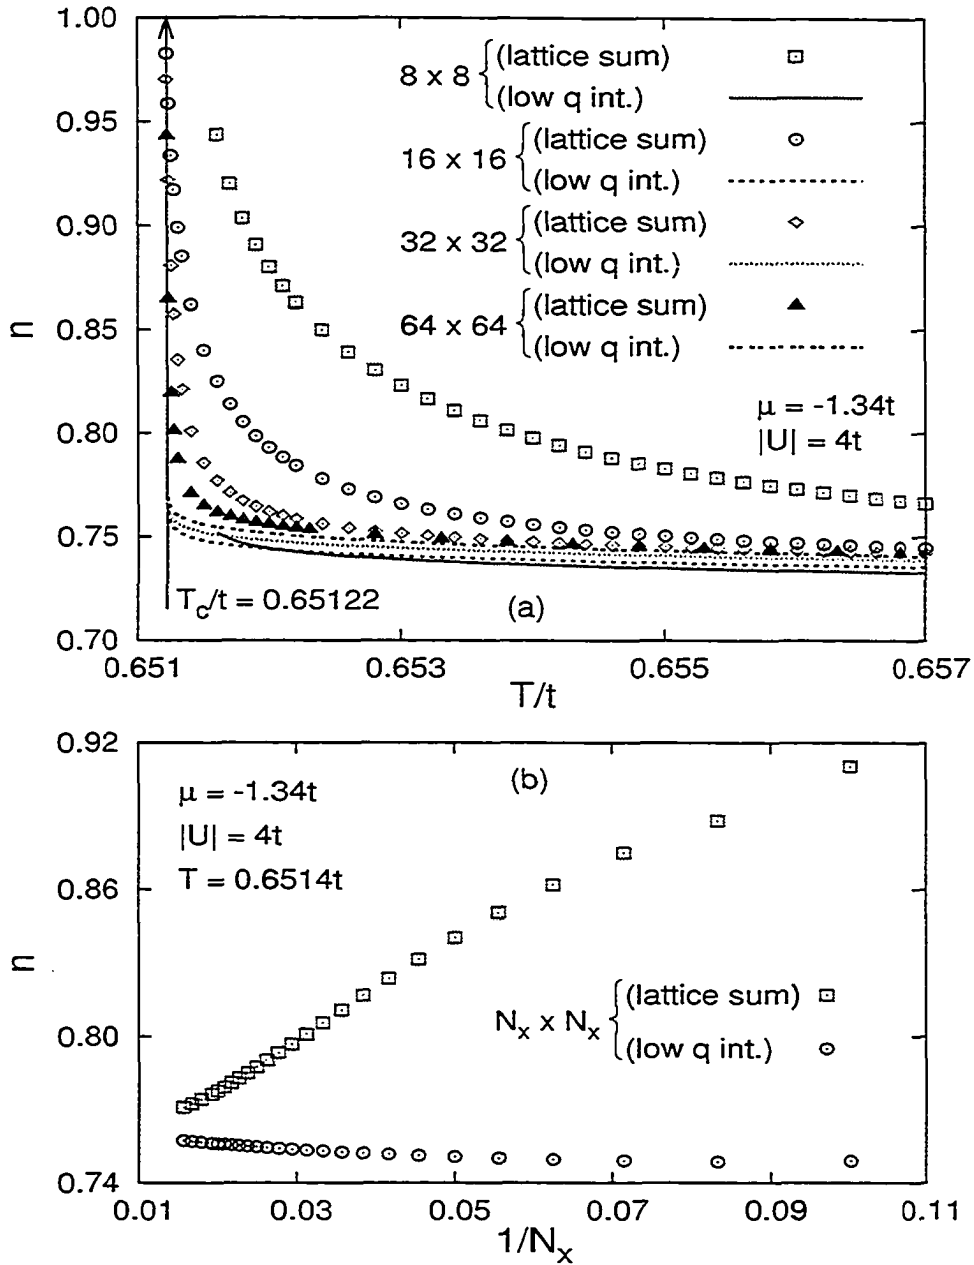 1.00
0.95
0.90
0.85
0.80
0.75
0.70
n
8 x 8 {(lattice sum)
(low q int.)
16 x 16 {(lattice sum)
(low q int.)
32 x 32 {(lattice sum)
(low q int.)
64 x 64 {(lattice sum)
(low q int.)
μ = -1.34t
|U| = 4t
T_c/t = 0.65122
(a)
0.651
0.653
0.655
0.657
T/t
0.92
0.86
0.80
0.74
n
(b)
μ = -1.34t
|U| = 4t
T = 0.6514t
N_x x N_x {(lattice sum)
(low q int.)
0.01
0.03
0.05
0.07
0.09
0.11
1/N_x